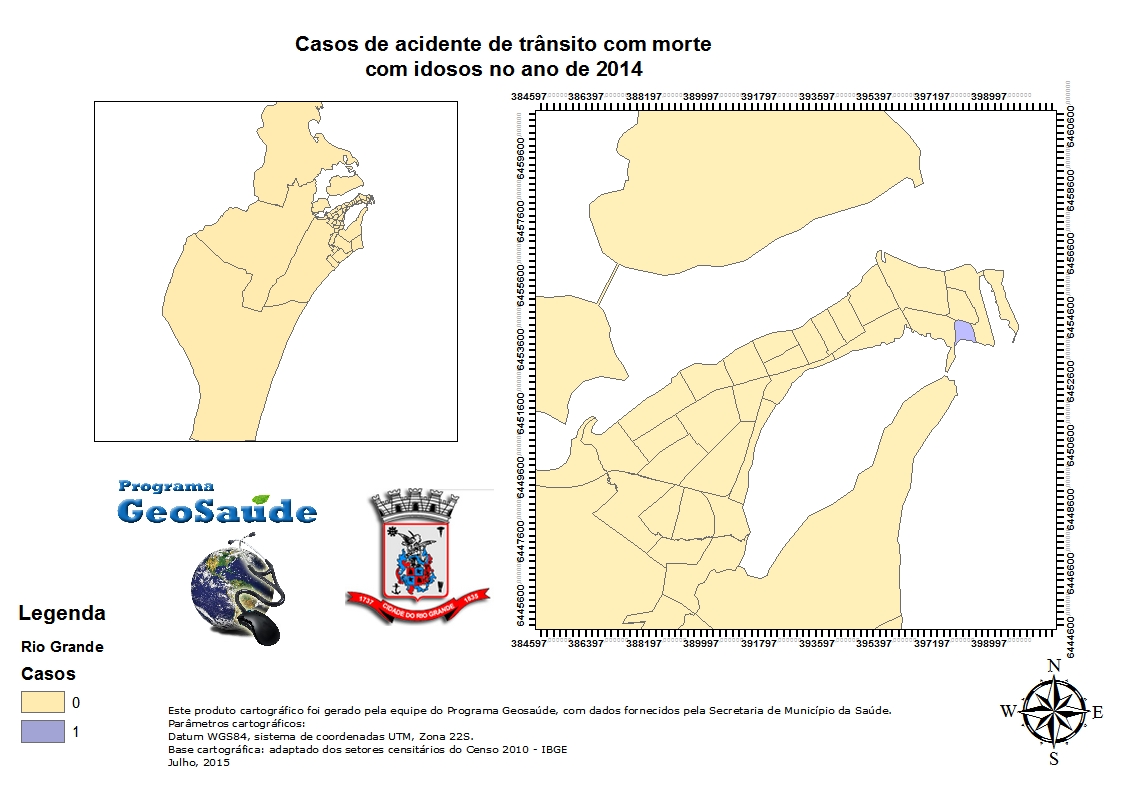 Casos de acidente de trânsito com morte
com idosos no ano de 2014
384597 386397 388197 389997 391797 393597 395397 397197 398997
6459600
6457600
6455600
6453600
6451600
6449600
6447600
6445600
6460600
6458600
6456600
6454600
6452600
6450600
6448600
6446600
6444600
384597 386397 388197 389997 391797 393597 395397 397197 398997
Programa
GeoSaúde
1737 CIDADE DO RIO GRANDE 1835
Legenda
Rio Grande
Casos
0
1
Este produto cartográfico foi gerado pela equipe do Programa Geosaúde, com dados fornecidos pela Secretaria de Município da Saúde.
Parâmetros cartográficos:
Datum WGS84, sistema de coordenadas UTM, Zona 22S.
Base cartográfica: adaptado dos setores censitários do Censo 2010 - IBGE
Julho, 2015
N
W E
S